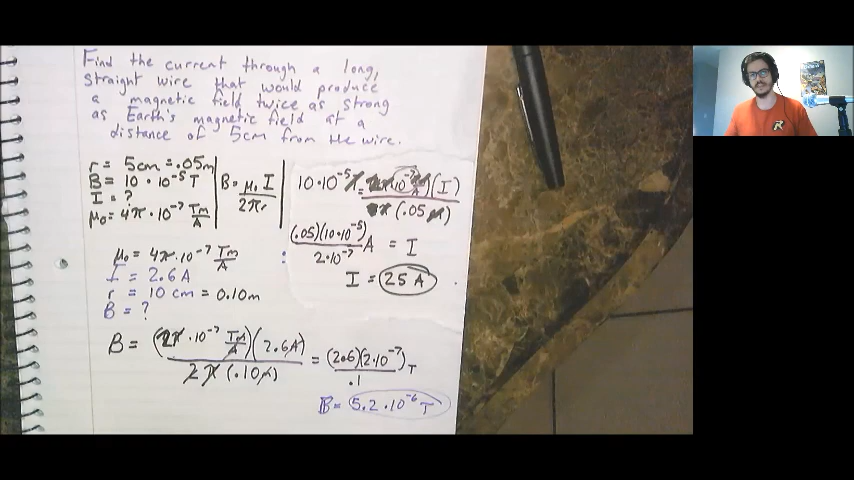 Find the current through a long,
straight wire that would produce
a magnetic field twice as strong
as Earth's magnetic field at a
distance of 5cm from the wire.
r = 5cm = .05m
B = 10 · 10⁻⁵ T
I = ?
μ₀ = 4π · 10⁻⁷ Tm/A
B = μ₀ I / 2πr
10·10⁻⁵ T = (2π·10⁻⁷ Tm/A)(I) / 2π (.05 m)
(.05)(10·10⁻⁵) / 2·10⁻⁷ A = I
I = 25 A
μ₀ = 4π·10⁻⁷ Tm/A
I = 2.6 A
r = 10 cm = 0.10m
B = ?
B = (2π·10⁻⁷ Tm/A)(2.6A) / 2π (.10m) = (2.6)(2·10⁻⁷) / .1 T
B = 5.2·10⁻⁶ T
R